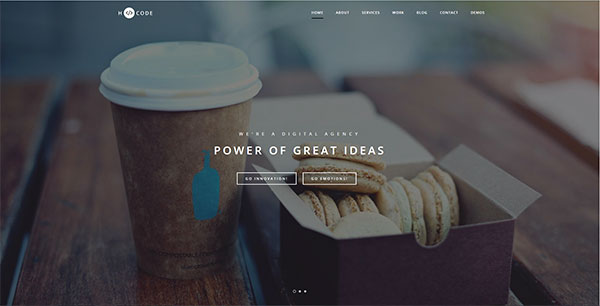 H </> CODE
HOME ABOUT SERVICES WORK BLOG CONTACT DEMOS
WE'RE A DIGITAL AGENCY
POWER OF GREAT IDEAS
GO INNOVATION! GO EMOTIONS!